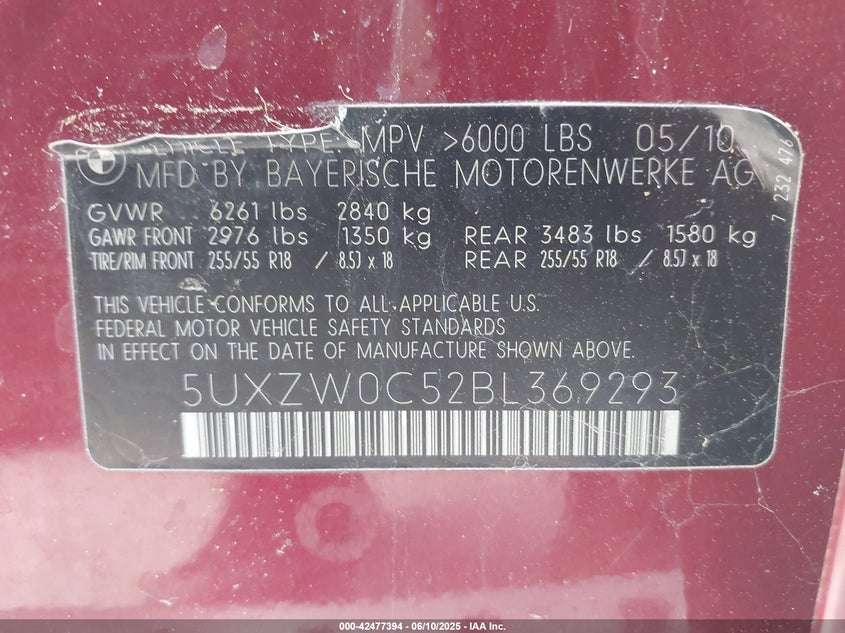 VEHICLE TYPE: MPV >6000 LBS 05/10
MFD BY BAYERISCHE MOTORENWERKE AG
7 232 476
GVWR 6261 lbs 2840 kg
GAWR FRONT 2976 lbs 1350 kg REAR 3483 lbs 1580 kg
TIRE/RIM FRONT 255/55 R18 / 8.5J x 18 REAR 255/55 R18 / 8.5J x 18
THIS VEHICLE CONFORMS TO ALL APPLICABLE U.S.
FEDERAL MOTOR VEHICLE SAFETY STANDARDS
IN EFFECT ON THE DATE OF MANUFACTURE SHOWN ABOVE.
5UXZW0C52BL369293
000-42477394 - 06/10/2025 - IAA Inc.